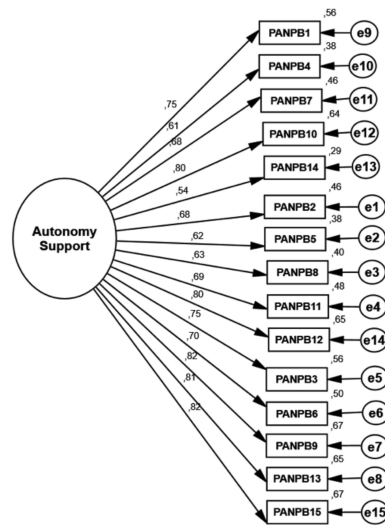 ,56
PANPB1
e9
,38
PANPB4
e10
,46
PANPB7
e11
,64
PANPB10
e12
,29
PANPB14
e13
,46
PANPB2
e1
,38
PANPB5
e2
,40
PANPB8
e3
,48
PANPB11
e4
,65
PANPB12
e14
,56
PANPB3
e5
,50
PANPB6
e6
,67
PANPB9
e7
,65
PANPB13
e8
,67
PANPB15
e15
,75
,61
,68
,80
,54
,68
,62
,63
,69
,80
,75
,70
,82
,81
,82
Autonomy
Support